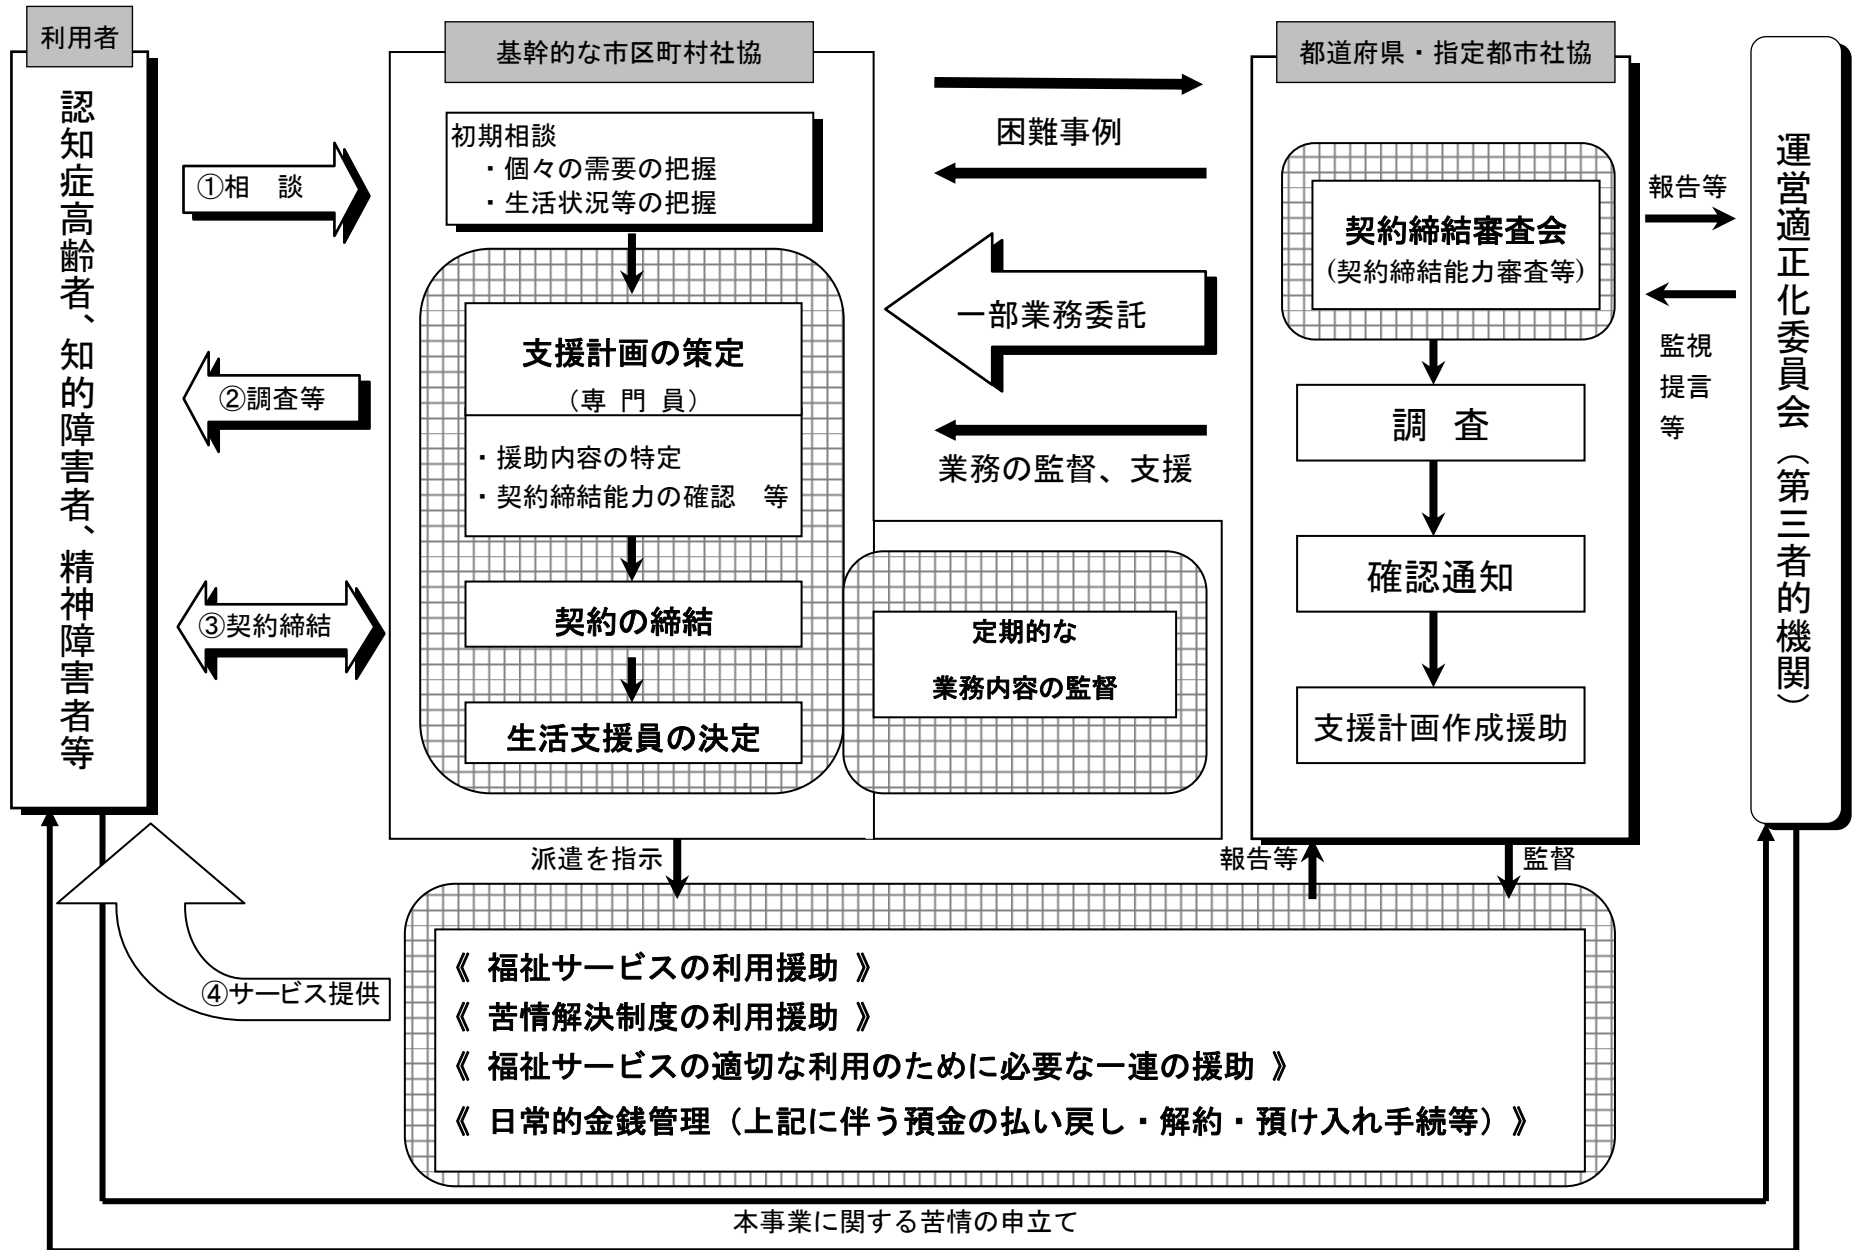 利用者
認知症高齢者、知的障害者、精神障害者等
①相　談
②調査等
③契約締結
④サービス提供
基幹的な市区町村社協
初期相談
・個々の需要の把握
・生活状況等の把握
支援計画の策定
（専 門 員）
・援助内容の特定
・契約締結能力の確認　等
契約の締結
生活支援員の決定
定期的な
業務内容の監督
困難事例
一部業務委託
業務の監督、支援
都道府県・指定都市社協
契約締結審査会
(契約締結能力審査等)
調　査
確認通知
支援計画作成援助
報告等
監視
提言
等
運営適正化委員会（第三者的機関）
派遣を指示
報告等
監督
《 福祉サービスの利用援助 》
《 苦情解決制度の利用援助 》
《 福祉サービスの適切な利用のために必要な一連の援助 》
《 日常的金銭管理（上記に伴う預金の払い戻し・解約・預け入れ手続等）》
本事業に関する苦情の申立て